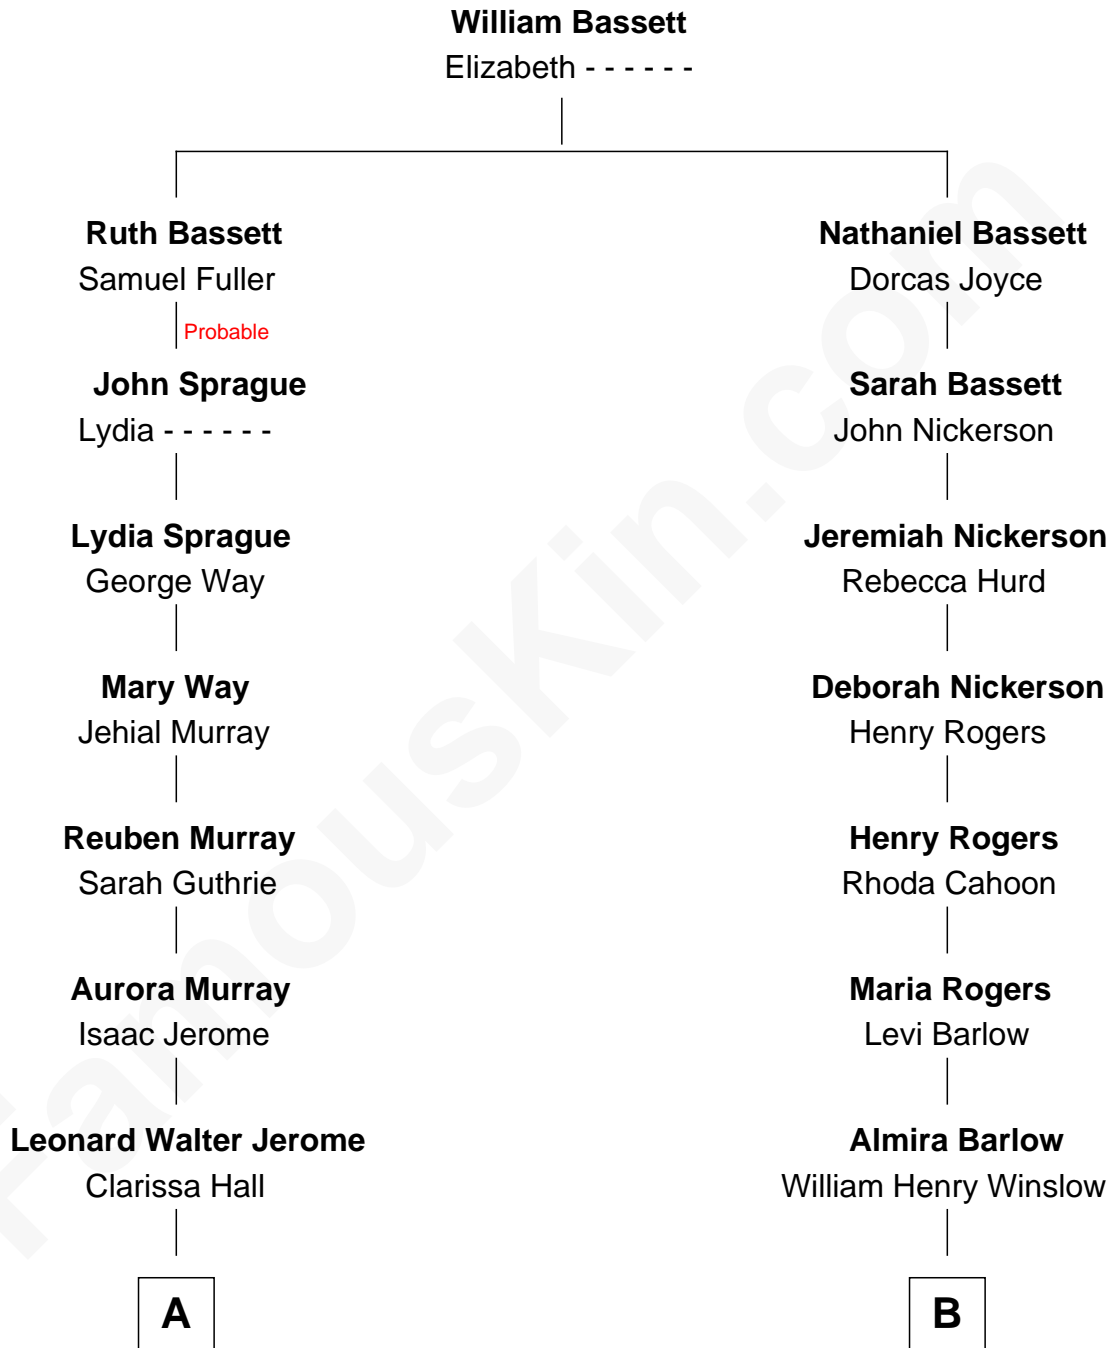 William Bassett
Elizabeth - - - - - -
Ruth Bassett
Samuel Fuller
Nathaniel Bassett
Dorcas Joyce
Probable
John Sprague
Lydia - - - - - -
Sarah Bassett
John Nickerson
Lydia Sprague
George Way
Jeremiah Nickerson
Rebecca Hurd
Mary Way
Jehial Murray
Deborah Nickerson
Henry Rogers
Reuben Murray
Sarah Guthrie
Henry Rogers
Rhoda Cahoon
Aurora Murray
Isaac Jerome
Maria Rogers
Levi Barlow
Leonard Walter Jerome
Clarissa Hall
Almira Barlow
William Henry Winslow
A
B
FamousKin.com